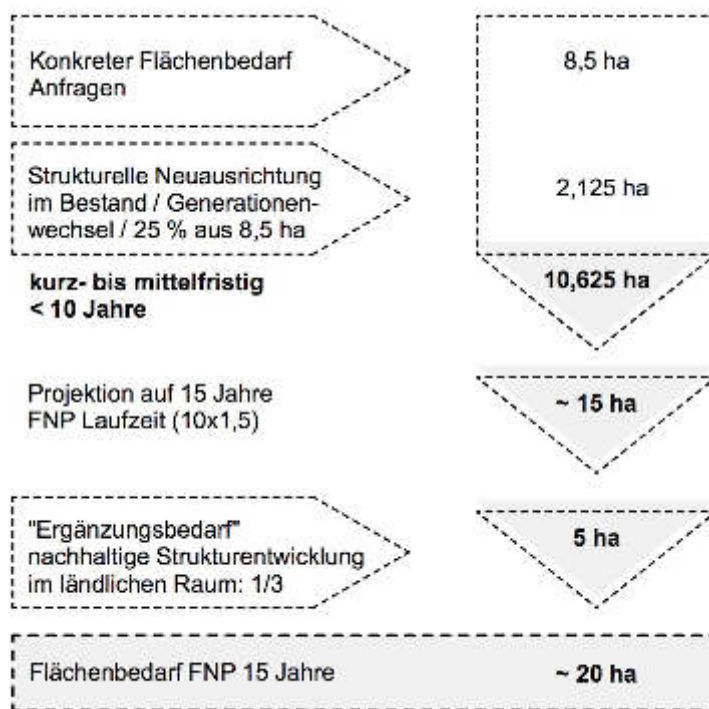 Konkreter Flächenbedarf
Anfragen
8,5 ha
Strukturelle Neuausrichtung
im Bestand / Generationen-
wechsel / 25 % aus 8,5 ha
2,125 ha
kurz- bis mittelfristig
< 10 Jahre
10,625 ha
Projektion auf 15 Jahre
FNP Laufzeit (10x1,5)
~ 15 ha
"Ergänzungsbedarf"
nachhaltige Strukturentwicklung
im ländlichen Raum: 1/3
5 ha
Flächenbedarf FNP 15 Jahre
~ 20 ha